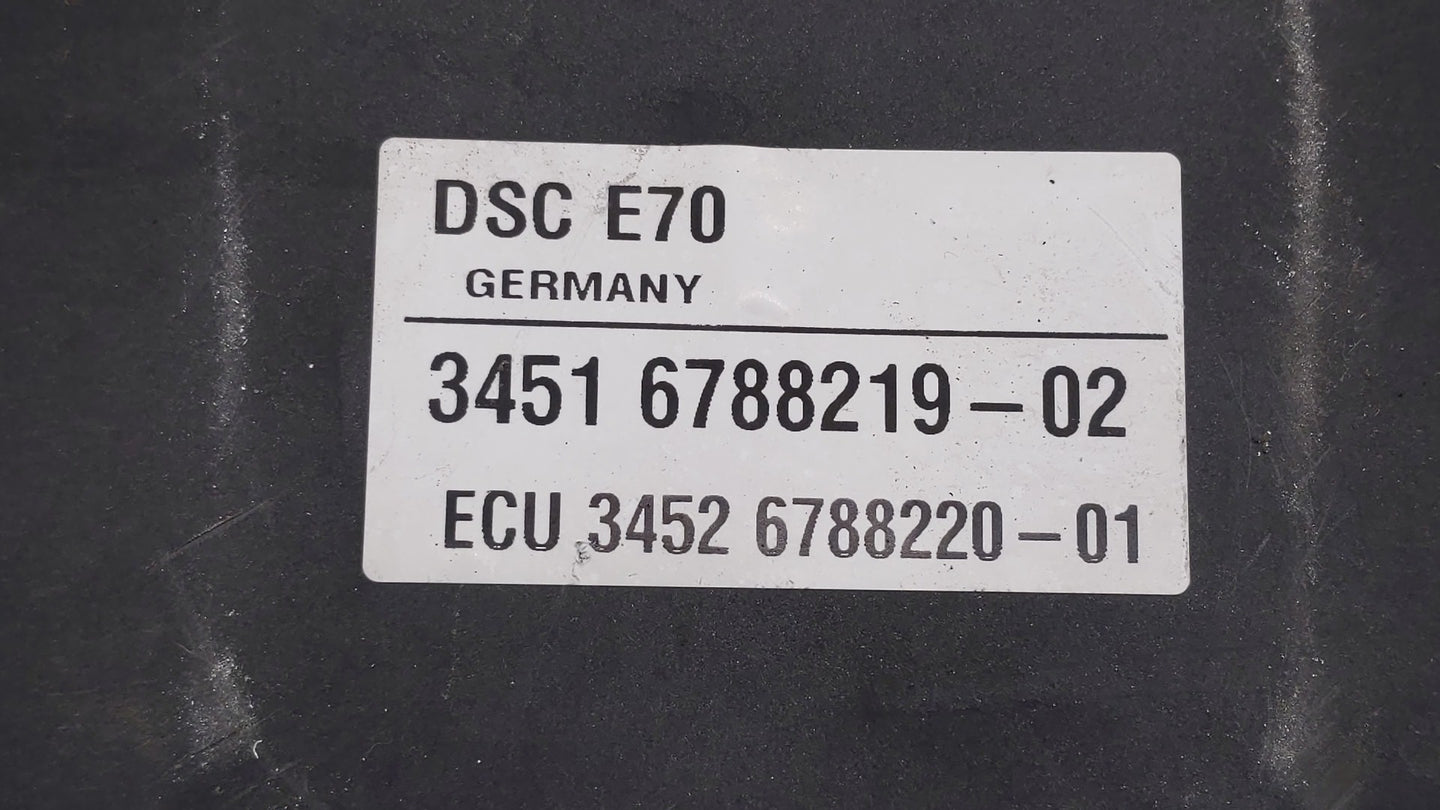 DSC E70
GERMANY
3451 6788219-02
ECU 3452 6788220-01